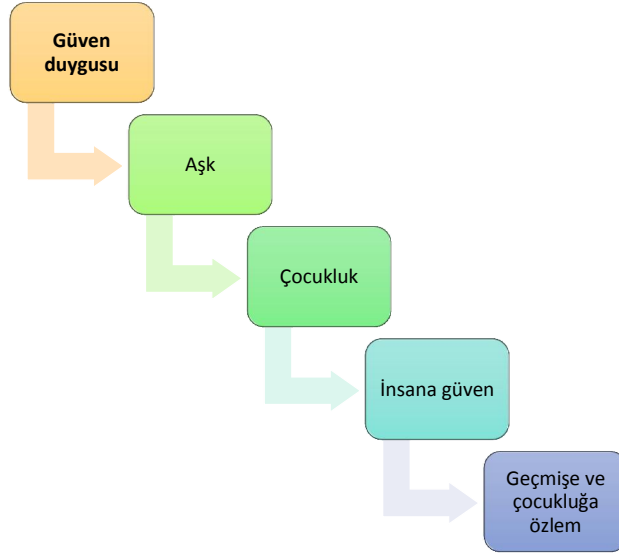 Güven
duygusu
Aşk
Çocukluk
İnsana güven
Geçmişe ve
çocukluğa
özlem